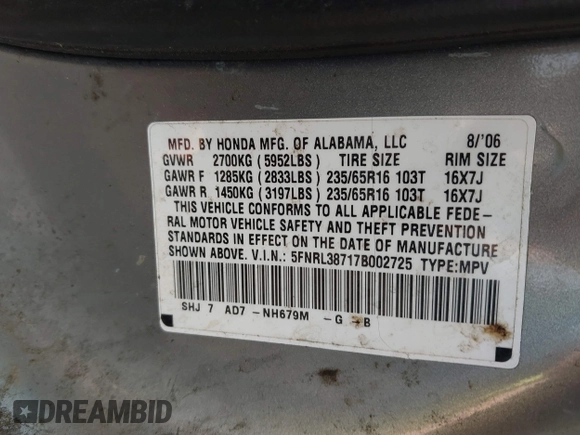 MFD. BY HONDA MFG. OF ALABAMA, LLC 8/'06
GVWR 2700KG (5952LBS) TIRE SIZE RIM SIZE
GAWR F 1285KG (2833LBS) 235/65R16 103T 16X7J
GAWR R 1450KG (3197LBS) 235/65R16 103T 16X7J
THIS VEHICLE CONFORMS TO ALL APPLICABLE FEDE-
RAL MOTOR VEHICLE SAFETY AND THEFT PREVENTION
STANDARDS IN EFFECT ON THE DATE OF MANUFACTURE
SHOWN ABOVE. V.I.N.: 5FNRL38717B002725 TYPE:MPV
SHJ 7 AD7 -NH679M -G -B
DREAMBID